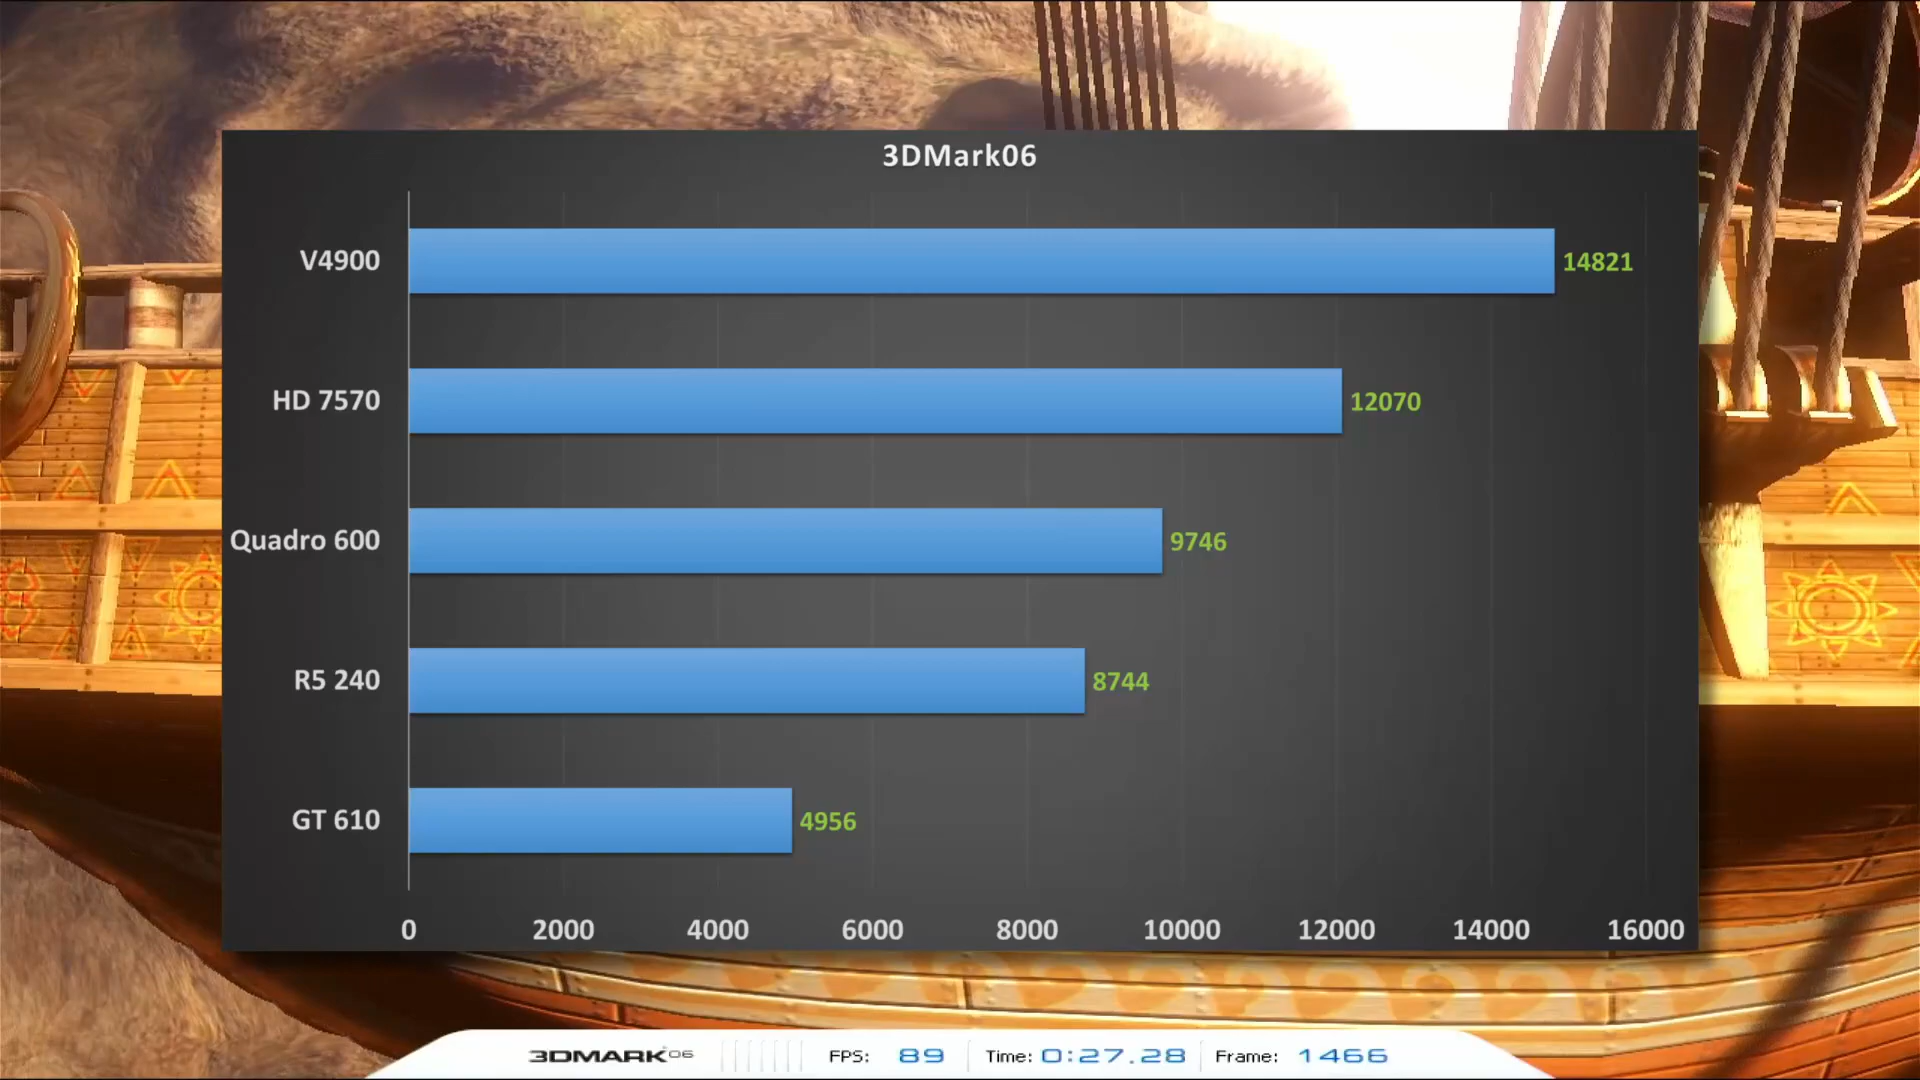 3DMark06
V4900 14821
HD 7570 12070
Quadro 600 9746
R5 240 8744
GT 610 4956
0 2000 4000 6000 8000 10000 12000 14000 16000
3DMARK06 FPS: 89 Time: 0:27.28 Frame: 1466